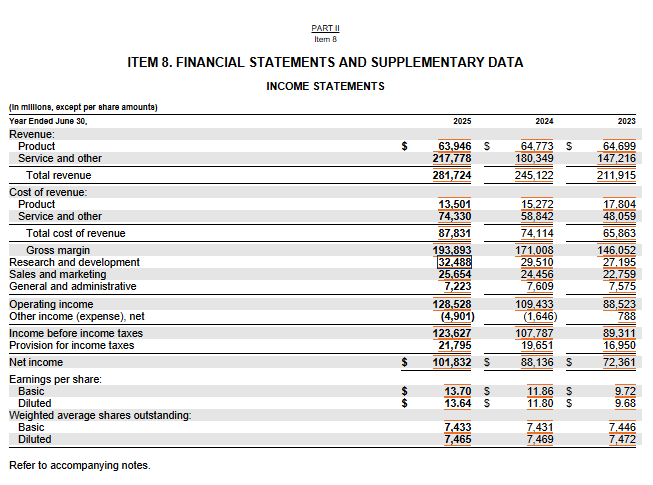 PART II
Item 8
ITEM 8. FINANCIAL STATEMENTS AND SUPPLEMENTARY DATA
INCOME STATEMENTS
(In millions, except per share amounts)
Year Ended June 30, 2025 2024 2023
Revenue:
Product $ 63,946 $ 64,773 $ 64,699
Service and other 217,778 180,349 147,216
Total revenue 281,724 245,122 211,915
Cost of revenue:
Product 13,501 15,272 17,804
Service and other 74,330 58,842 48,059
Total cost of revenue 87,831 74,114 65,863
Gross margin 193,893 171,008 146,052
Research and development 32,488 29,510 27,195
Sales and marketing 25,654 24,456 22,759
General and administrative 7,223 7,609 7,575
Operating income 128,528 109,433 88,523
Other income (expense), net (4,901) (1,646) 788
Income before income taxes 123,627 107,787 89,311
Provision for income taxes 21,795 19,651 16,950
Net income $ 101,832 $ 88,136 $ 72,361
Earnings per share:
Basic $ 13.70 $ 11.86 $ 9.72
Diluted $ 13.64 $ 11.80 $ 9.68
Weighted average shares outstanding:
Basic 7,433 7,431 7,446
Diluted 7,465 7,469 7,472
Refer to accompanying notes.